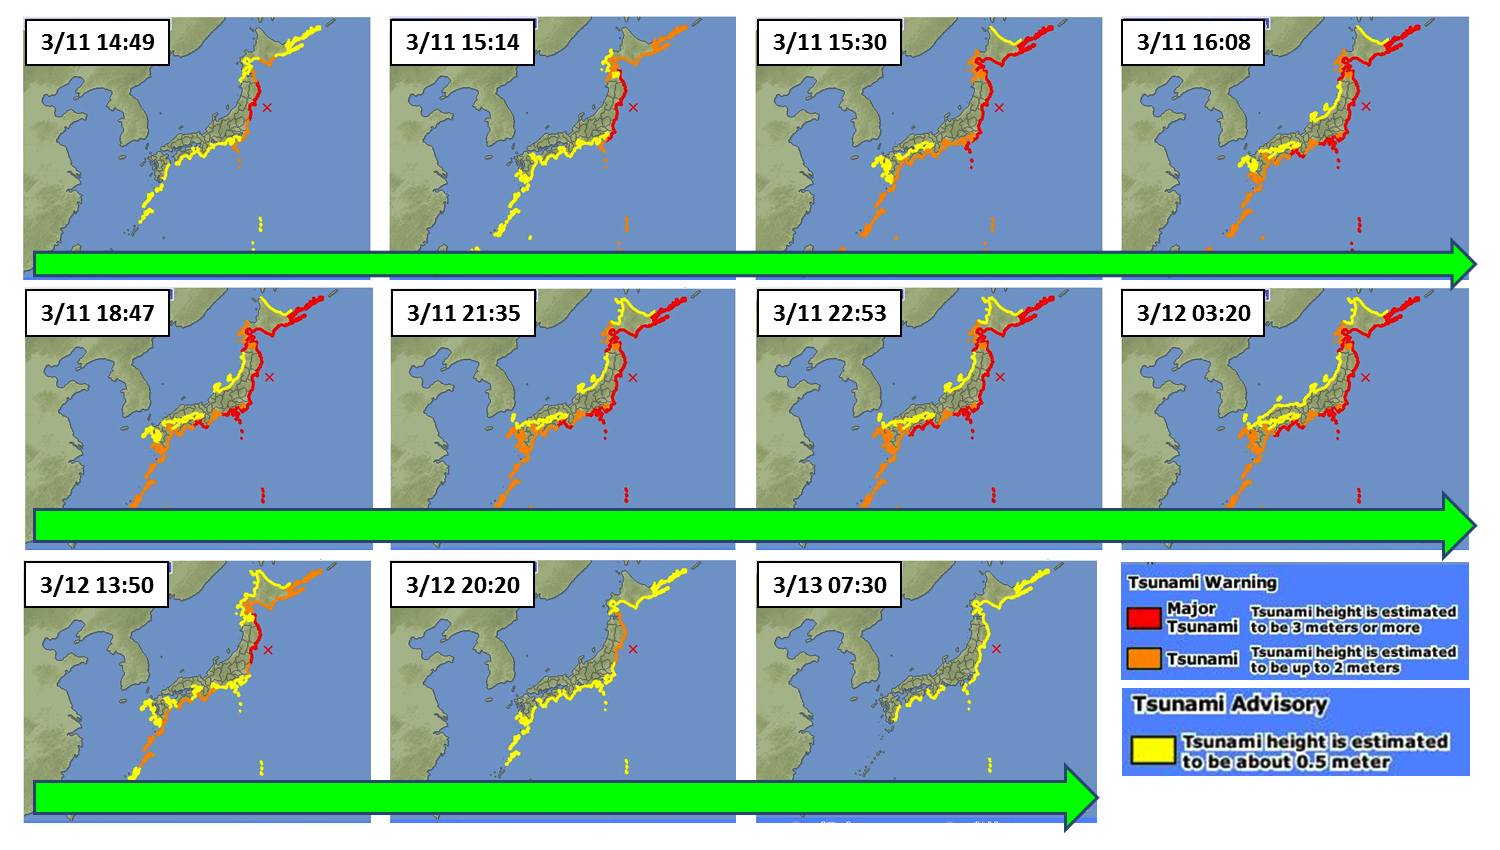 3/11 14:49
3/11 15:14
3/11 15:30
3/11 16:08
3/11 18:47
3/11 21:35
3/11 22:53
3/12 03:20
3/12 13:50
3/12 20:20
3/13 07:30
Tsunami Warning
Major Tsunami
Tsunami height is estimated
to be 3 meters or more
Tsunami
Tsunami height is estimated
to be up to 2 meters
Tsunami Advisory
Tsunami height is estimated
to be about 0.5 meter